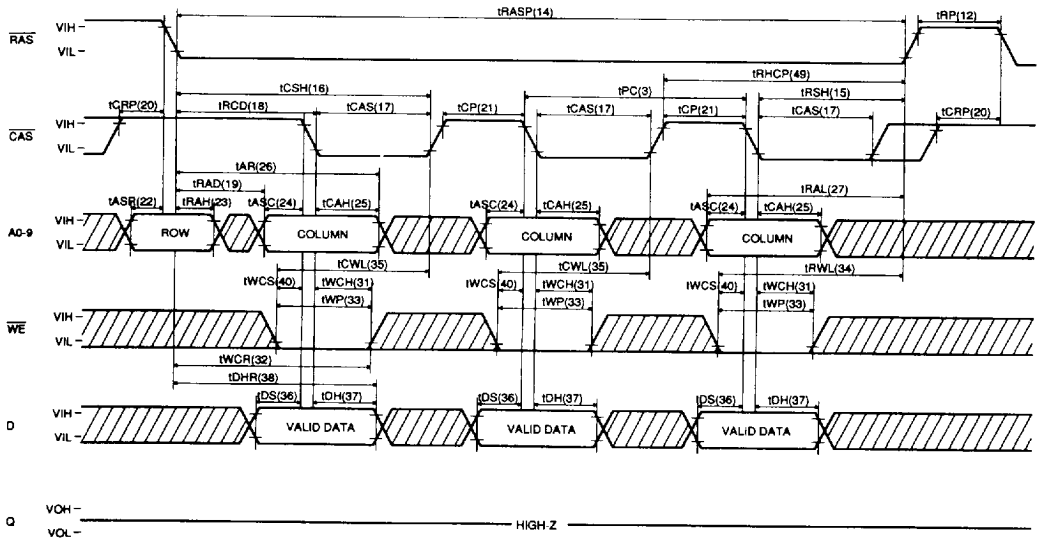 tRASP(14) tRP(12)
RAS VIH VIL
tRHCP(49)
tCSH(16) tPC(3) tRSH(15)
tCRP(20) tRCD(18) tCAS(17) tCP(21) tCAS(17) tCP(21) tCAS(17) tCRP(20)
CAS VIH VIL
tAR(26)
tRAD(19) tRAL(27)
tASR(22) tRAH(23) tASC(24) tCAH(25) tASC(24) tCAH(25) tASC(24) tCAH(25)
A0-9 VIH VIL ROW COLUMN COLUMN COLUMN
tCWL(35) tCWL(35) tRWL(34)
tWCS(40) tWCH(31) tWCS(40) tWCH(31) tWCS(40) tWCH(31)
tWP(33) tWP(33) tWP(33)
WE VIH VIL
tWCR(32)
tDHR(38)
tDS(36) tDH(37) tDS(36) tDH(37) tDS(36) tDH(37)
D VIH VIL VALID DATA VALID DATA VALID DATA
Q VOH VOL HIGH-Z